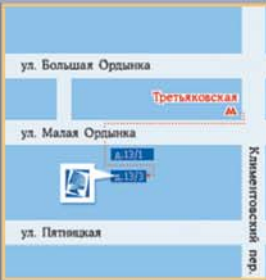 ул. Большая Ордынка
Третьяковская
М
ул. Малая Ордынка
д.13/1
д.13/3
Климентовский пер.
ул. Пятницкая